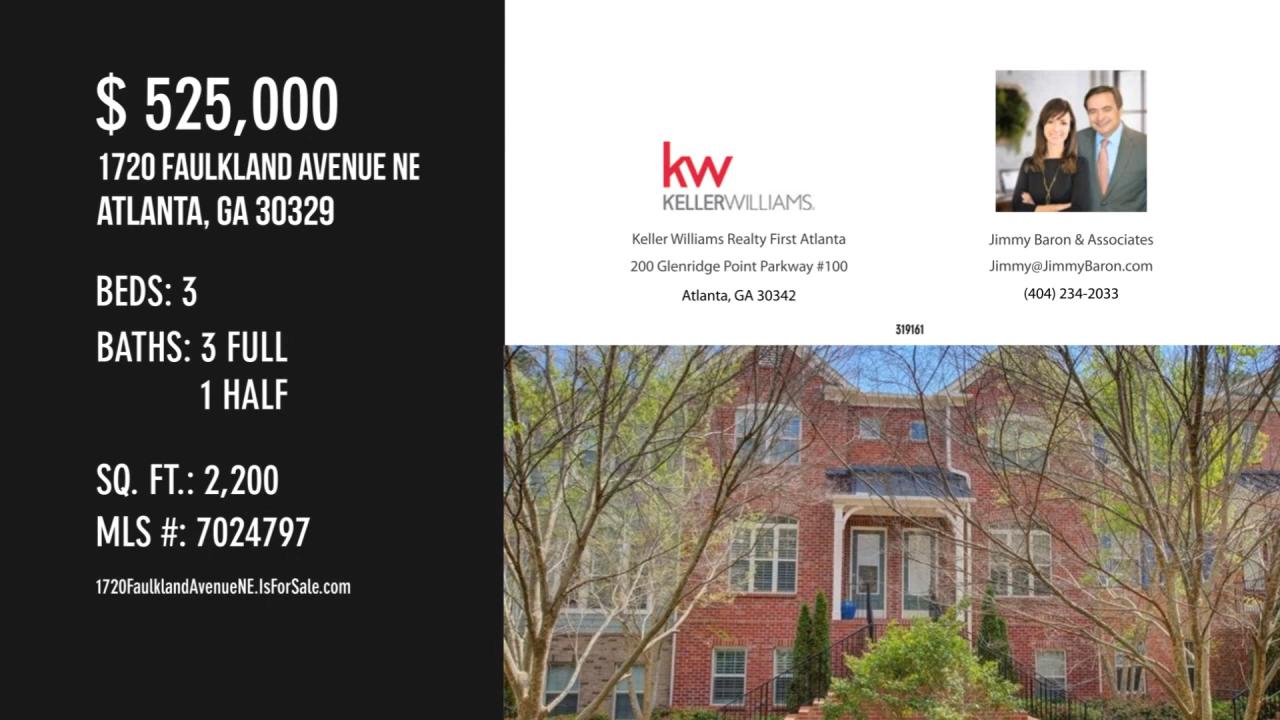 $ 525,000
1720 FAULKLAND AVENUE NE
ATLANTA, GA 30329
BEDS: 3
BATHS: 3 FULL
1 HALF
SQ. FT.: 2,200
MLS #: 7024797
1720FaulklandAvenueNE.IsForSale.com
kw
KELLERWILLIAMS.
Keller Williams Realty First Atlanta
200 Glenridge Point Parkway #100
Atlanta, GA 30342
Jimmy Baron & Associates
Jimmy@JimmyBaron.com
(404) 234-2033
319161